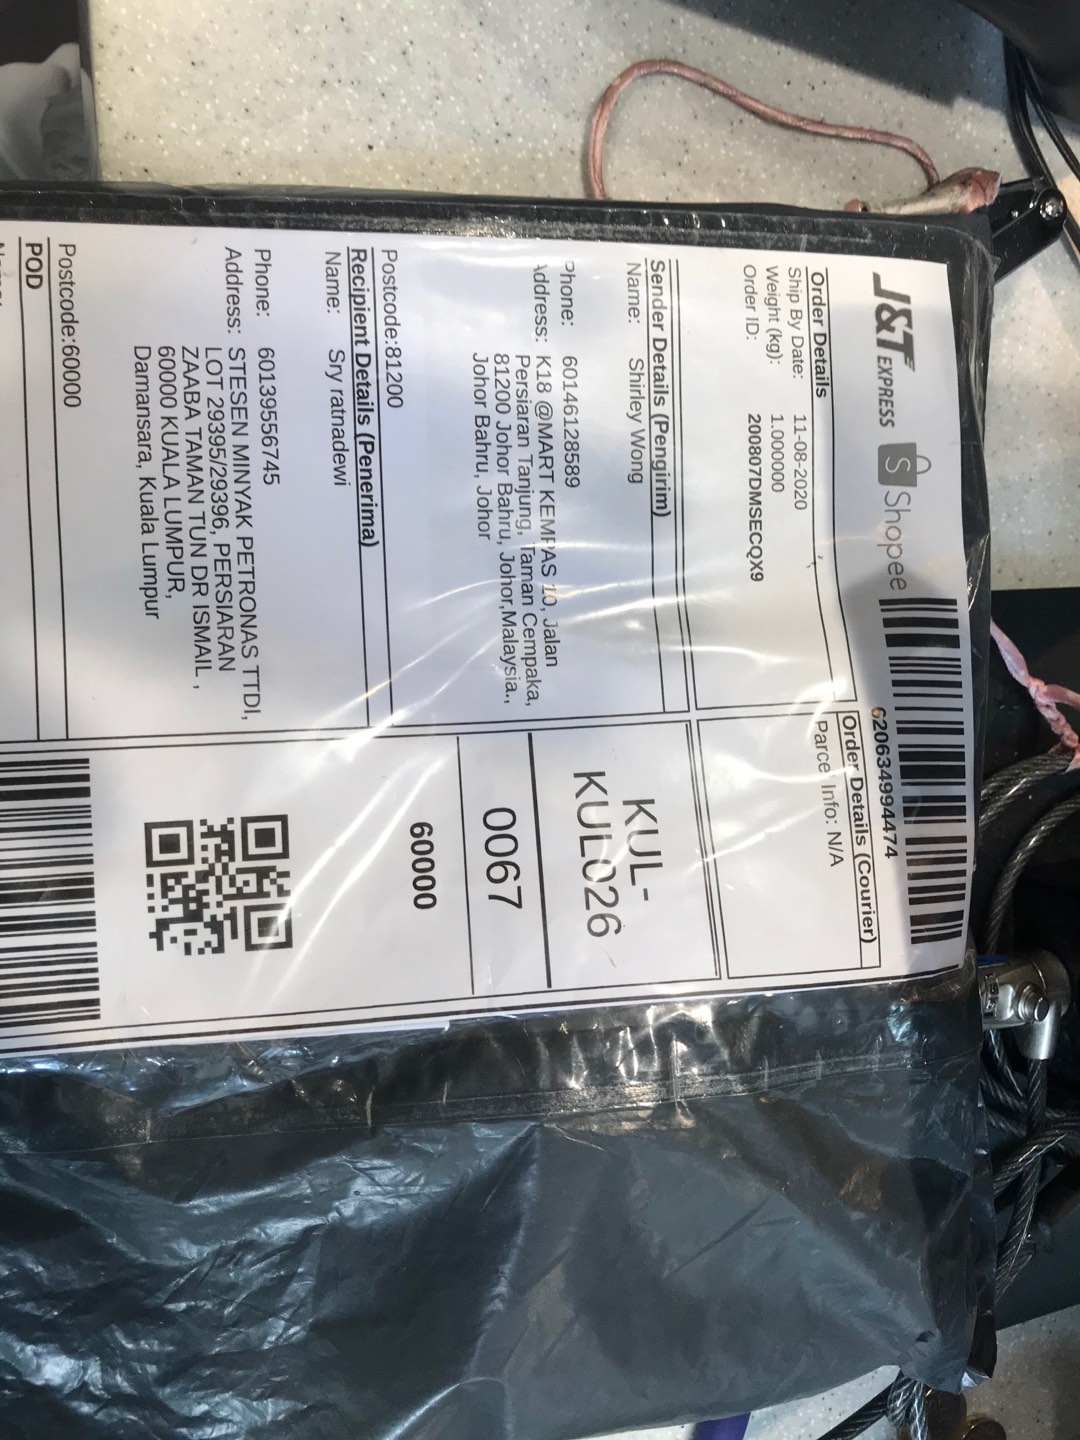 J&T EXPRESS
S Shopee
620634994474
Order Details
Ship By Date: 11-08-2020
Weight (kg): 1.000000
Order ID: 200807DMSECQX9
Order Details (Courier)
Parce Info: N/A
Sender Details (Pengirim)
Name: Shirley Wong
Phone: 60146128589
Address: K18 @MART KEMPAS 10, Jalan
Persiaran Tanjung, Taman Cempaka,
81200 Johor Bahru, Johor,Malaysia.,
Johor Bahru, Johor
Postcode:81200
KUL-
KUL026
0067
60000
Recipient Details (Penerima)
Name: Sry ratnadewi
Phone: 60139556745
Address: STESEN MINYAK PETRONAS TTDI,
LOT 29395/29396, PERSIARAN
ZAABA TAMAN TUN DR ISMAIL ,
60000 KUALA LUMPUR,
Damansara, Kuala Lumpur
Postcode:60000
POD